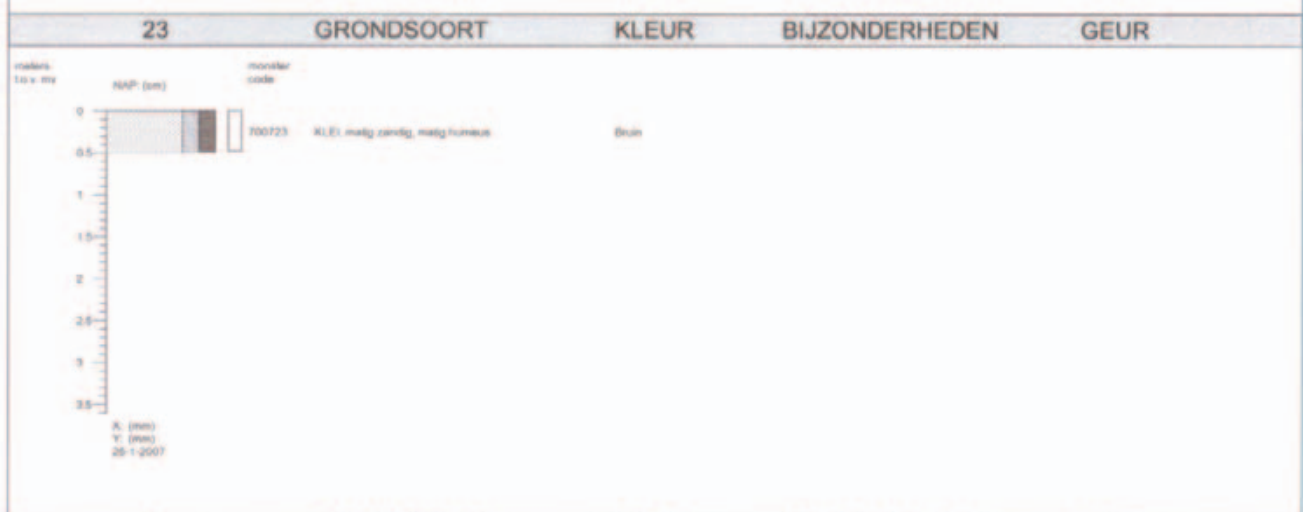 23 GRONDSOORT KLEUR BIJZONDERHEDEN GEUR
meters monster
t.o.v. mv NAP: (cm) code
0
700723 KLEI, matig zandig, matig humeus Bruin
0.5
1
1.5
2
2.5
3
3.5
X: (mm)
Y: (mm)
26-1-2007